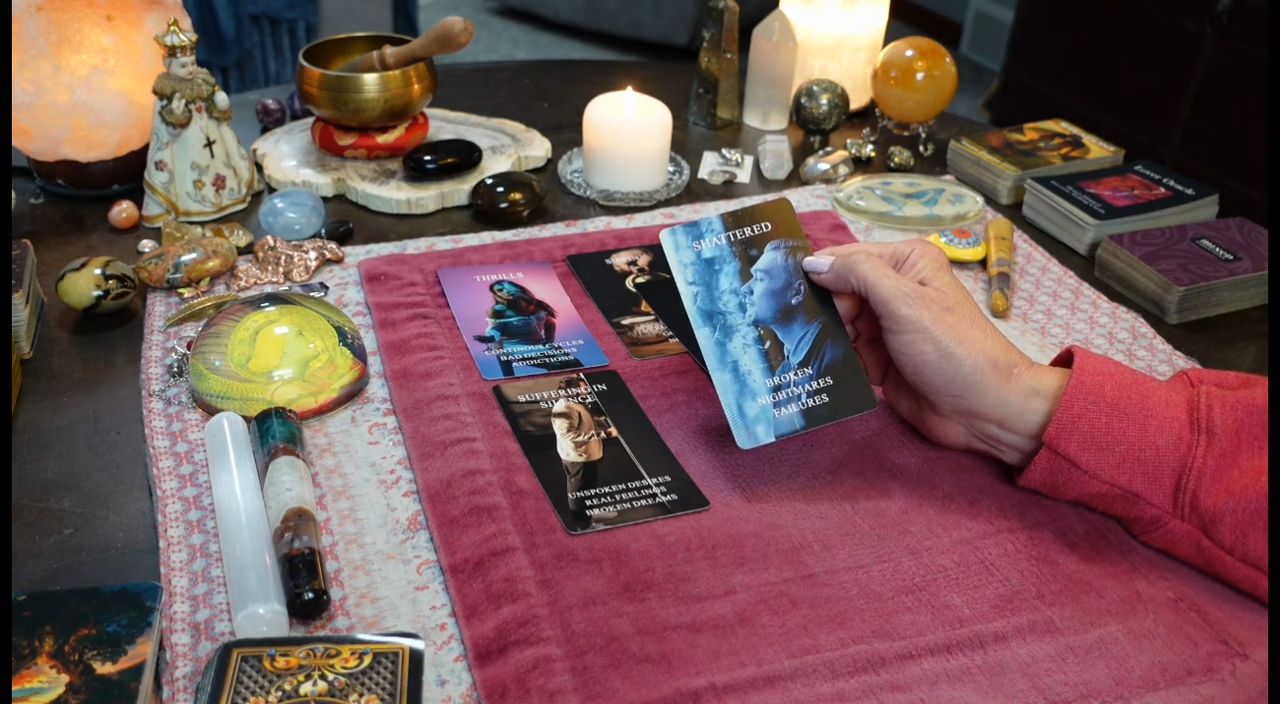 THRILLS
CONTINOUS CYCLES
BAD DECISIONS
ADDICTIONS
SHATTERED
BROKEN
NIGHTMARES
FAILURES
SUFFERING IN
SILENCE
UNSPOKEN DESIRES
REAL FEELINGS
BROKEN DREAMS
Lover Oracle